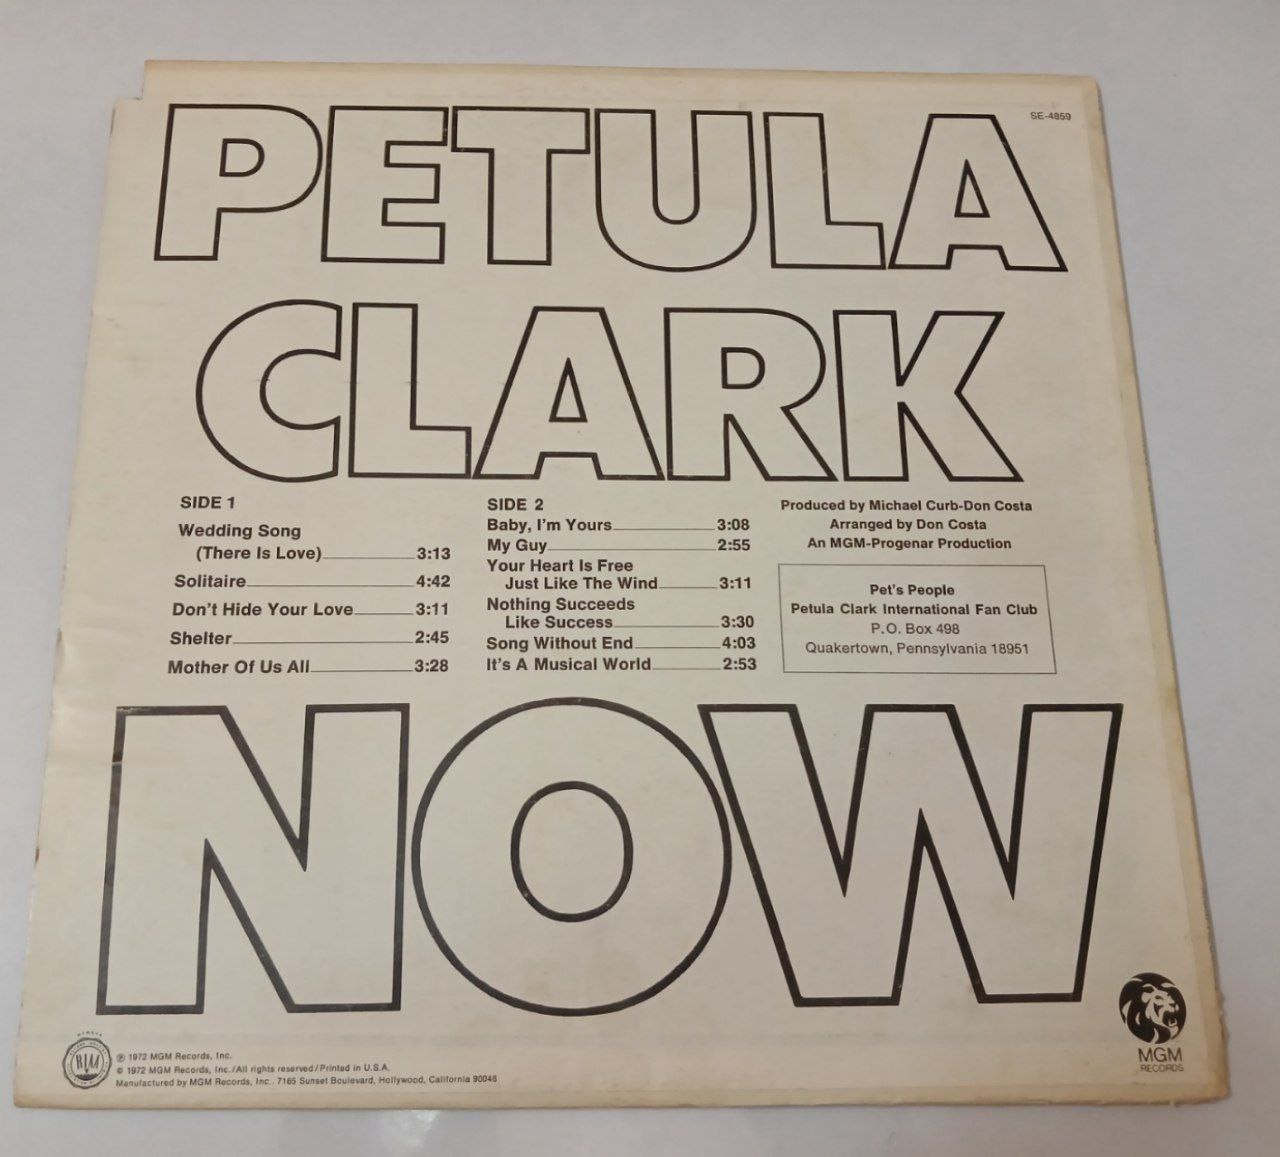 SE-4859
PETULA
CLARK
SIDE 1
Wedding Song
(There Is Love) 3:13
Solitaire 4:42
Don't Hide Your Love 3:11
Shelter 2:45
Mother Of Us All 3:28
SIDE 2
Baby, I'm Yours 3:08
My Guy 2:55
Your Heart Is Free
Just Like The Wind 3:11
Nothing Succeeds
Like Success 3:30
Song Without End 4:03
It's A Musical World 2:53
Produced by Michael Curb-Don Costa
Arranged by Don Costa
An MGM-Progenar Production
Pet's People
Petula Clark International Fan Club
P.O. Box 498
Quakertown, Pennsylvania 18951
NOW
RIAA
℗ 1972 MGM Records, Inc.
© 1972 MGM Records, Inc./All rights reserved/Printed in U.S.A.
Manufactured by MGM Records, Inc., 7165 Sunset Boulevard, Hollywood, California 90046
MGM
RECORDS